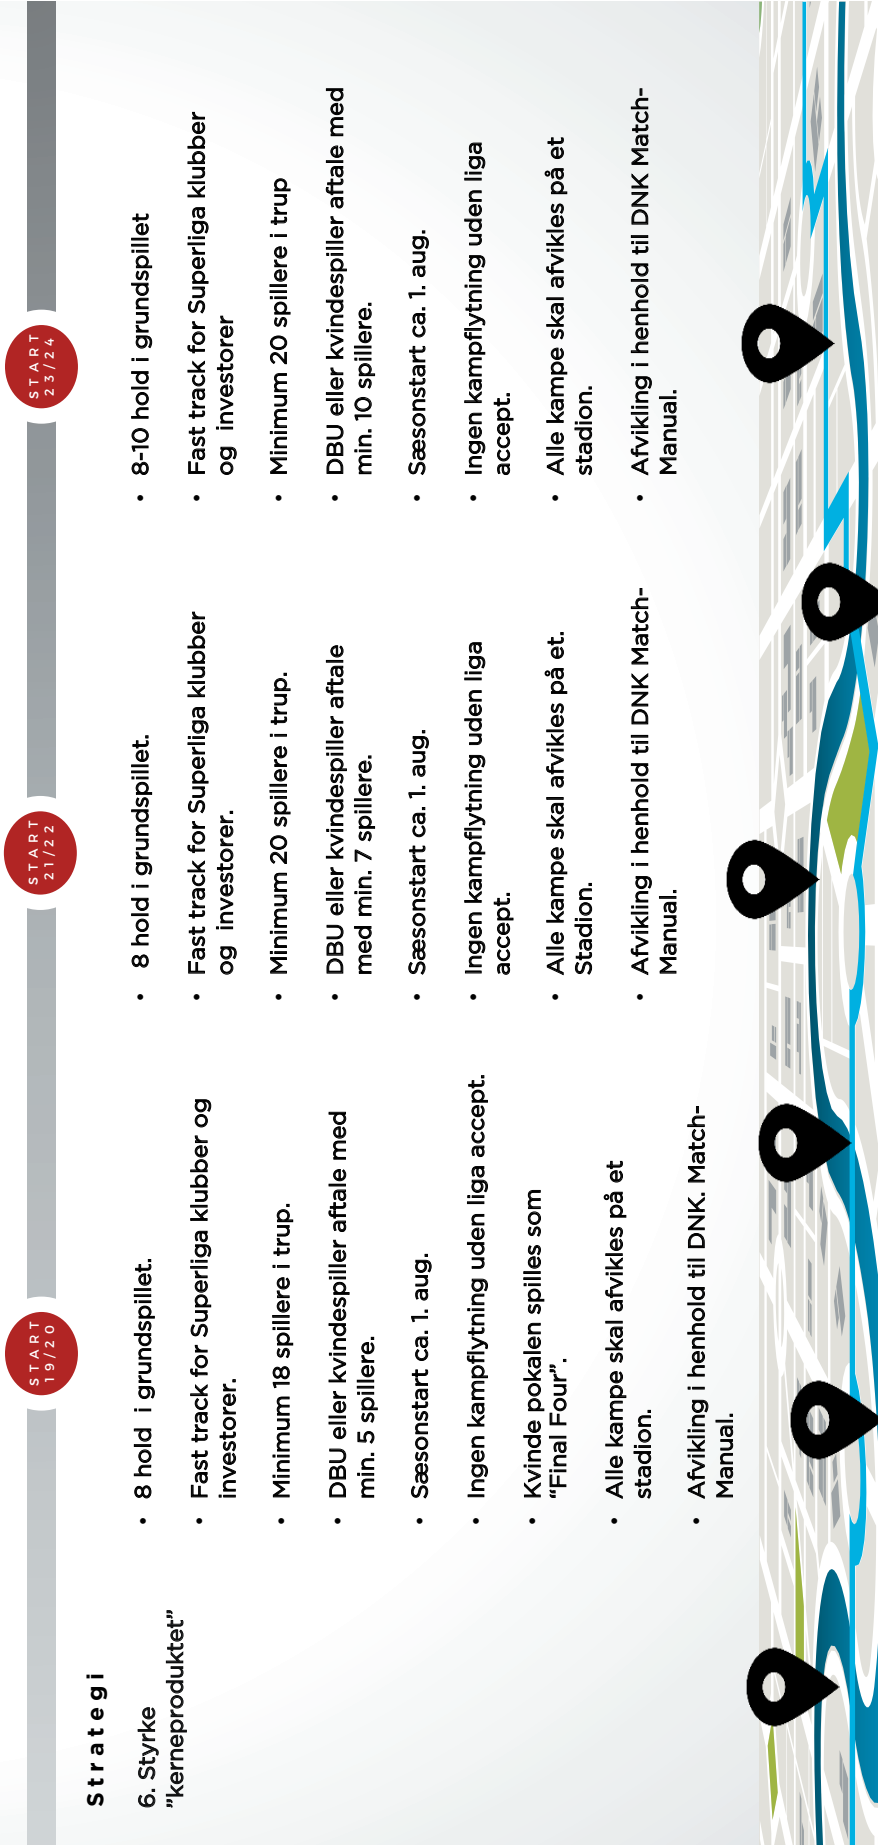 START
19/20
START
21/22
START
23/24
Strategi
6. Styrke
”kerneproduktet”
• 8 hold i grundspillet.
• Fast track for Superliga klubber og
investorer.
• Minimum 18 spillere i trup.
• DBU eller kvindespiller aftale med
min. 5 spillere.
• Sæsonstart ca. 1. aug.
• Ingen kampflytning uden liga accept.
• Kvinde pokalen spilles som
“Final Four”.
• Alle kampe skal afvikles på et
stadion.
• Afvikling i henhold til DNK. Match-
Manual.
• 8 hold i grundspillet.
• Fast track for Superliga klubber
og investorer.
• Minimum 20 spillere i trup.
• DBU eller kvindespiller aftale
med min. 7 spillere.
• Sæsonstart ca. 1. aug.
• Ingen kampflytning uden liga
accept.
• Alle kampe skal afvikles på et.
Stadion.
• Afvikling i henhold til DNK Match-
Manual.
• 8-10 hold i grundspillet
• Fast track for Superliga klubber
og investorer
• Minimum 20 spillere i trup
• DBU eller kvindespiller aftale med
min. 10 spillere.
• Sæsonstart ca. 1. aug.
• Ingen kampflytning uden liga
accept.
• Alle kampe skal afvikles på et
stadion.
• Afvikling i henhold til DNK Match-
Manual.